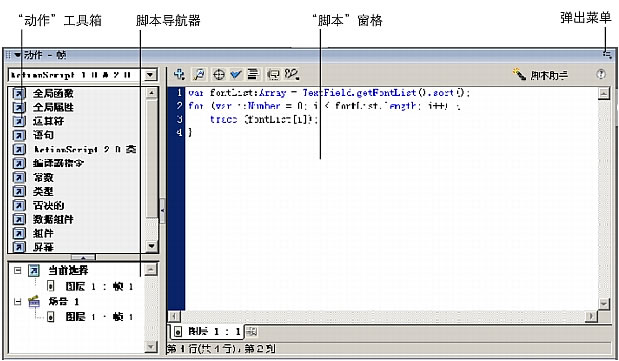 “动作”工具箱
脚本导航器
“脚本”窗格
弹出菜单
动作 - 帧
ActionScript 1.0 & 2.0
脚本助手
全局函数
全局属性
运算符
语句
ActionScript 2.0 类
编译器指令
常数
类型
否决的
数据组件
组件
屏幕
1 var fontList:Array = TextField.getFontList().sort();
2 for (var i:Number = 0; i < fontList.length; i++) {
3 trace (fontList[i]);
4 }
当前选择
图层 1 : 帧 1
场景 1
图层 1 : 帧 1
图层 1 : 1
第 4 行(共 4 行), 第 2 列